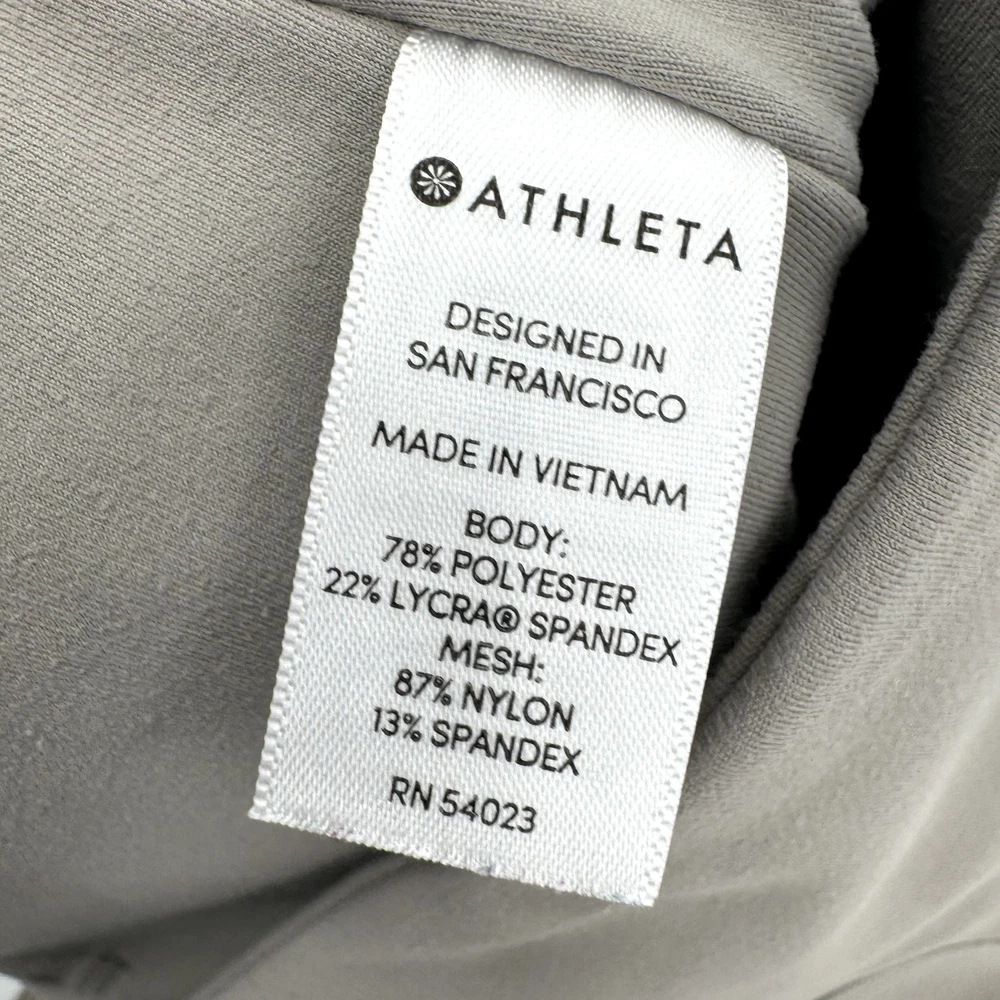 ATHLETA
DESIGNED IN
SAN FRANCISCO
MADE IN VIETNAM
BODY:
78% POLYESTER
22% LYCRA® SPANDEX
MESH:
87% NYLON
13% SPANDEX
RN 54023